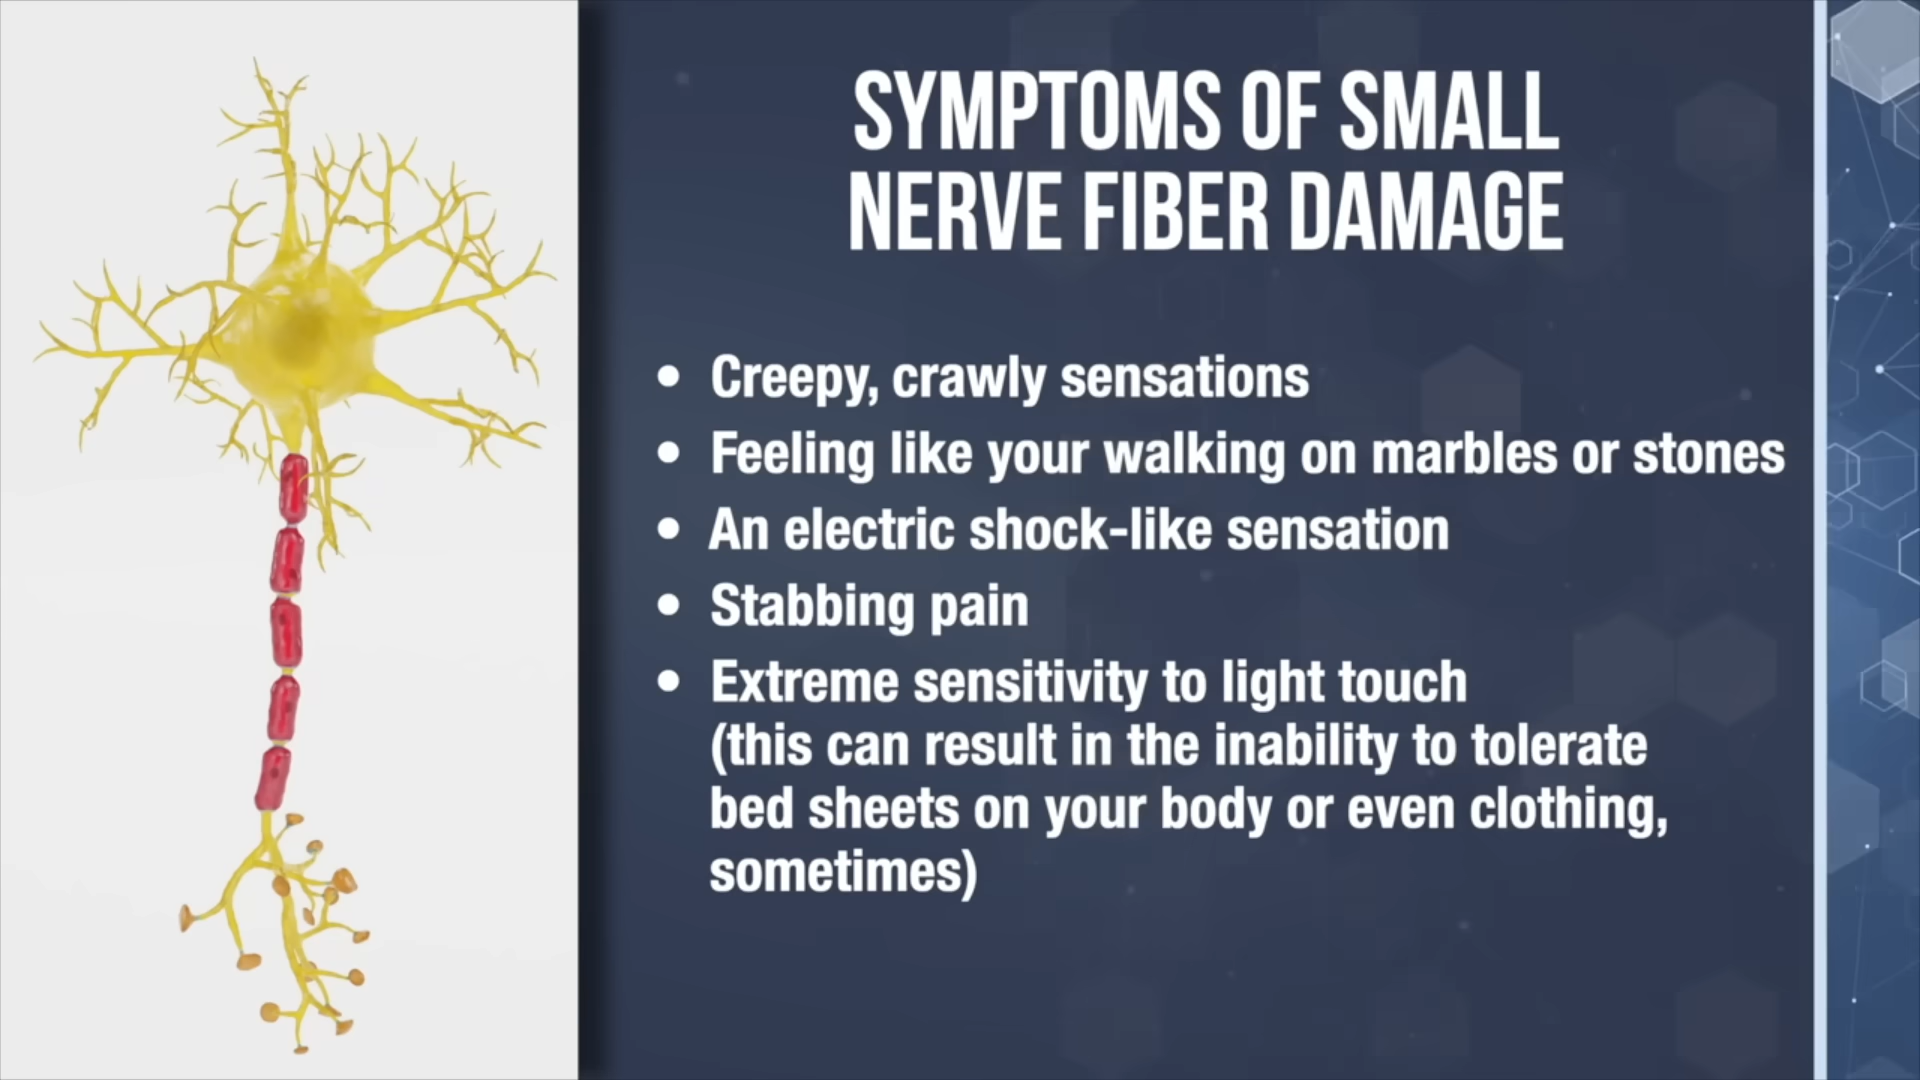 SYMPTOMS OF SMALL
NERVE FIBER DAMAGE
• Creepy, crawly sensations
• Feeling like your walking on marbles or stones
• An electric shock-like sensation
• Stabbing pain
• Extreme sensitivity to light touch
(this can result in the inability to tolerate
bed sheets on your body or even clothing,
sometimes)